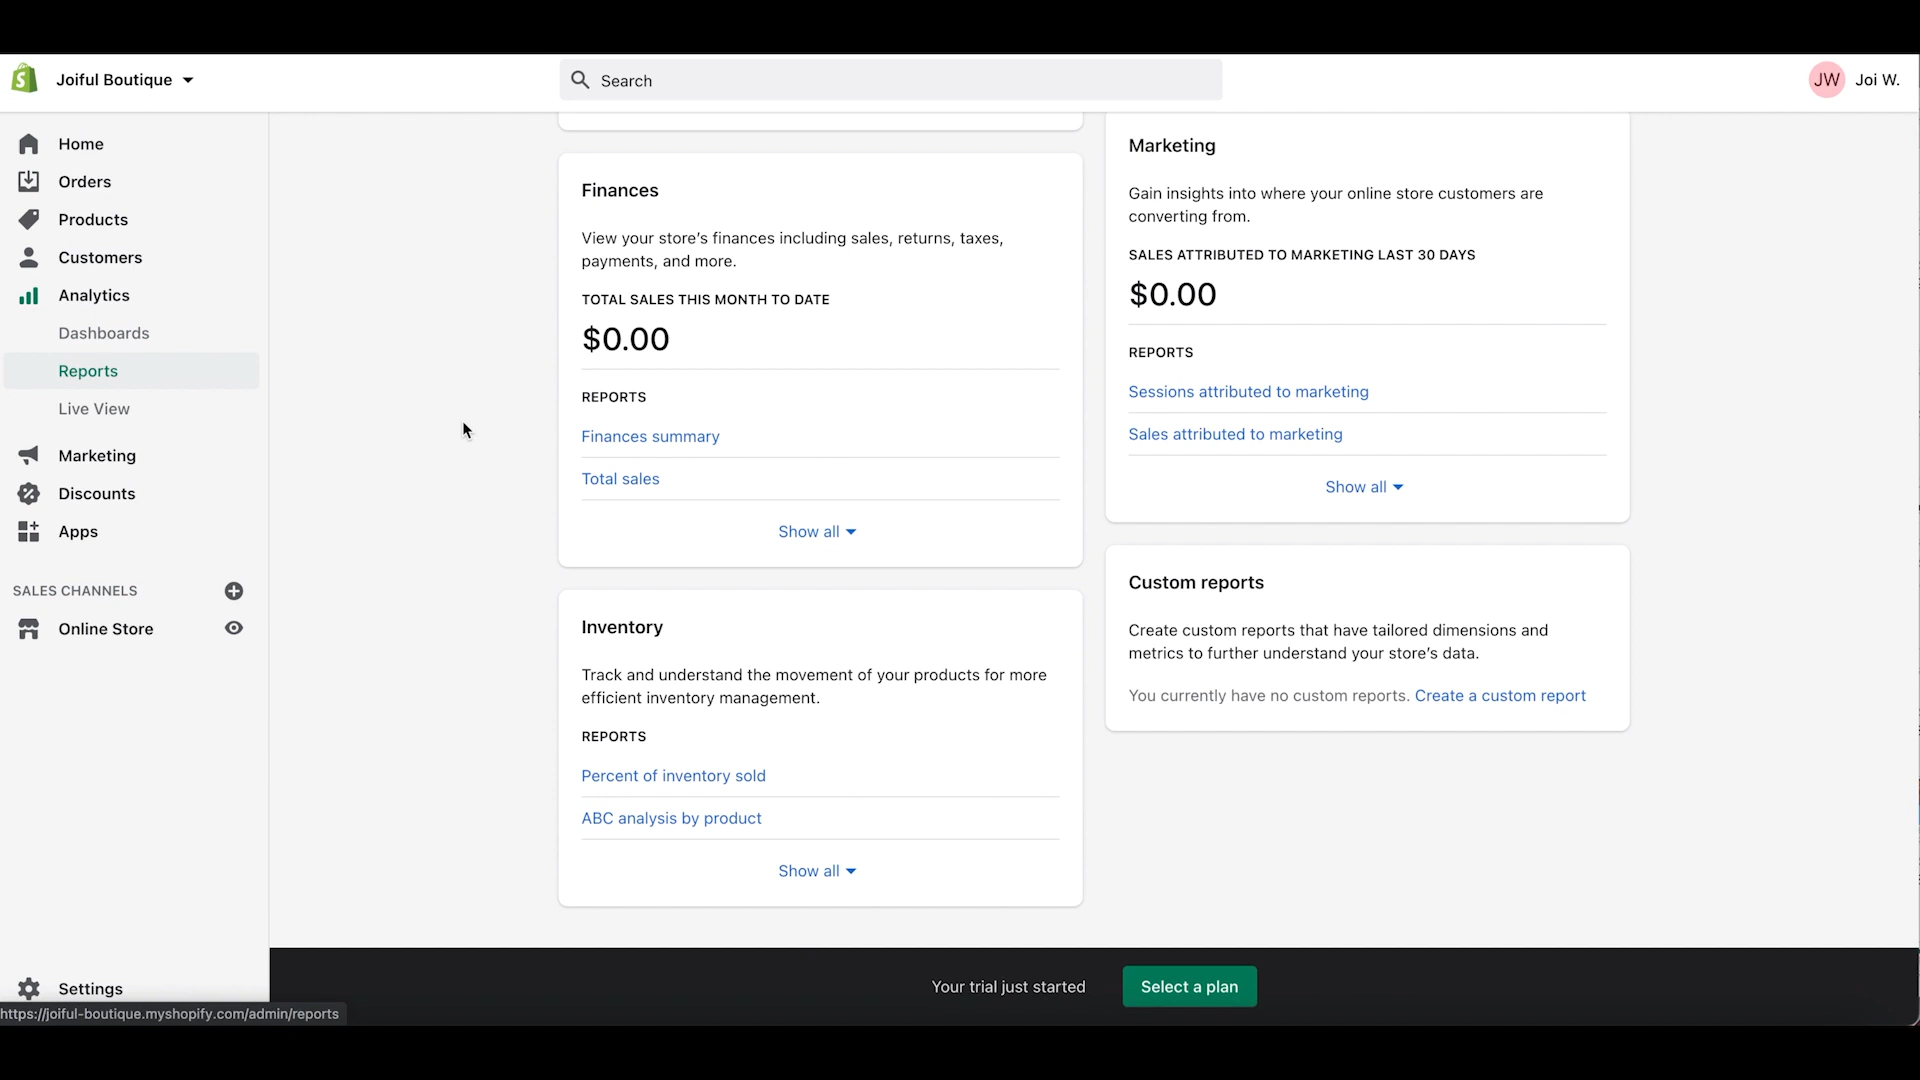 Joiful Boutique
Search
JW
Joi W.
Home
Orders
Products
Customers
Analytics
Dashboards
Reports
Live View
Marketing
Discounts
Apps
SALES CHANNELS
Online Store
Settings
https://joiful-boutique.myshopify.com/admin/reports
Finances
View your store’s finances including sales, returns, taxes,
payments, and more.
TOTAL SALES THIS MONTH TO DATE
$0.00
REPORTS
Finances summary
Total sales
Show all
Inventory
Track and understand the movement of your products for more
efficient inventory management.
REPORTS
Percent of inventory sold
ABC analysis by product
Show all
Marketing
Gain insights into where your online store customers are
converting from.
SALES ATTRIBUTED TO MARKETING LAST 30 DAYS
$0.00
REPORTS
Sessions attributed to marketing
Sales attributed to marketing
Show all
Custom reports
Create custom reports that have tailored dimensions and
metrics to further understand your store’s data.
You currently have no custom reports. Create a custom report
Your trial just started
Select a plan